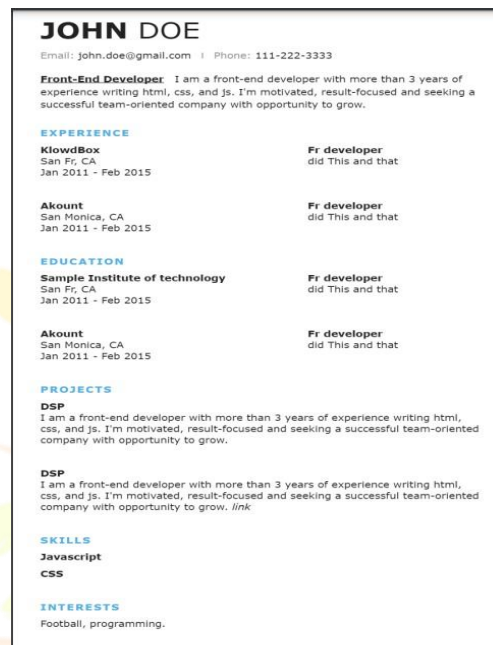 JOHN DOE
Email: john.doe@gmail.com | Phone: 111-222-3333
Front-End Developer I am a front-end developer with more than 3 years of
experience writing html, css, and js. I'm motivated, result-focused and seeking a
successful team-oriented company with opportunity to grow.
EXPERIENCE
KlowdBox Fr developer
San Fr, CA did This and that
Jan 2011 - Feb 2015
Akount Fr developer
San Monica, CA did This and that
Jan 2011 - Feb 2015
EDUCATION
Sample Institute of technology Fr developer
San Fr, CA did This and that
Jan 2011 - Feb 2015
Akount Fr developer
San Monica, CA did This and that
Jan 2011 - Feb 2015
PROJECTS
DSP
I am a front-end developer with more than 3 years of experience writing html,
css, and js. I'm motivated, result-focused and seeking a successful team-oriented
company with opportunity to grow.
DSP
I am a front-end developer with more than 3 years of experience writing html,
css, and js. I'm motivated, result-focused and seeking a successful team-oriented
company with opportunity to grow. link
SKILLS
Javascript
CSS
INTERESTS
Football, programming.